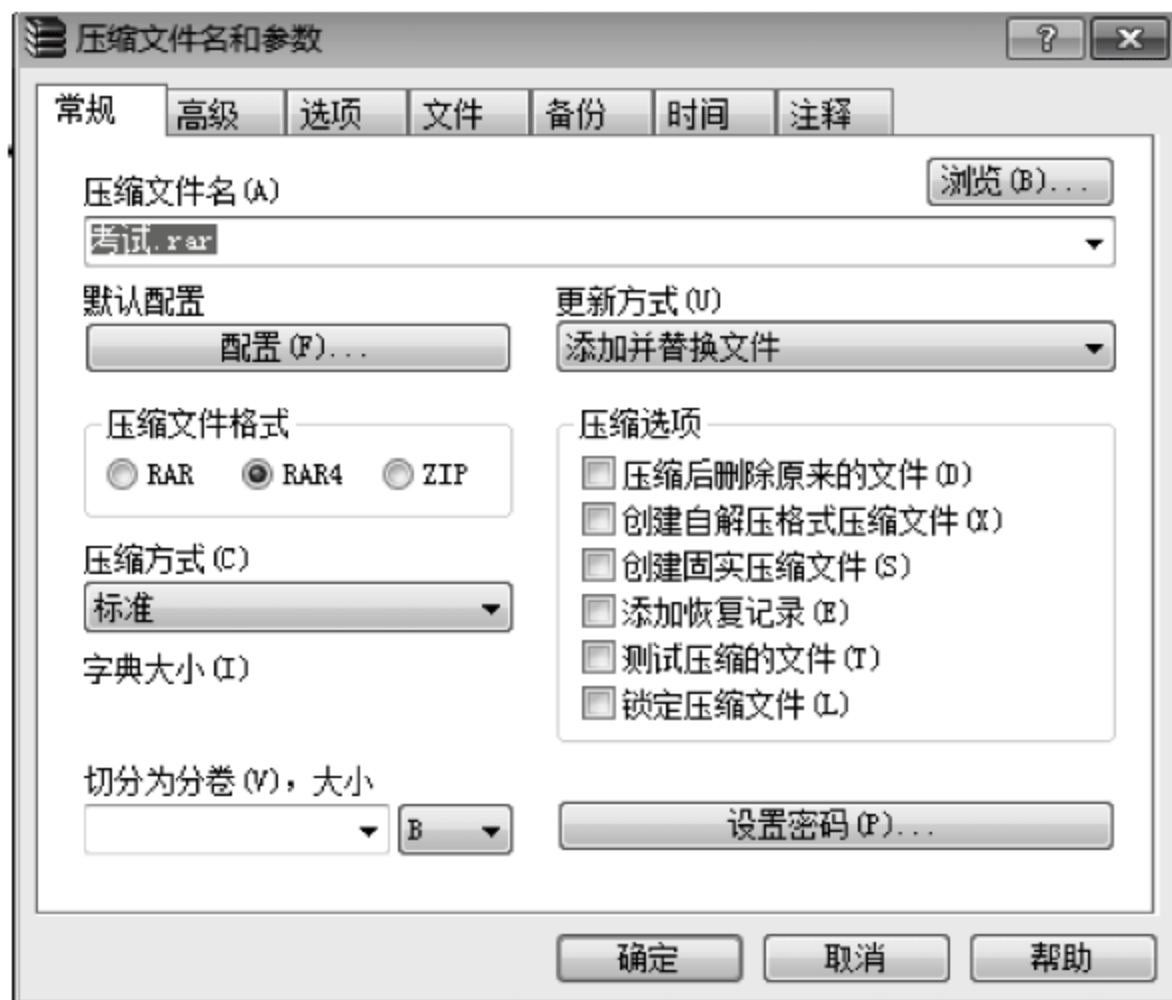 压缩文件名和参数
常规 高级 选项 文件 备份 时间 注释
压缩文件名(A) 浏览(B)...
考试.rar
默认配置 更新方式(U)
配置(F)... 添加并替换文件
压缩文件格式 压缩选项
RAR RAR4 ZIP 压缩后删除原来的文件(D)
创建自解压格式压缩文件(X)
压缩方式(C) 创建固实压缩文件(S)
标准 添加恢复记录(E)
字典大小(I) 测试压缩的文件(T)
锁定压缩文件(L)
切分为分卷(V)，大小
B 设置密码(P)...
确定 取消 帮助